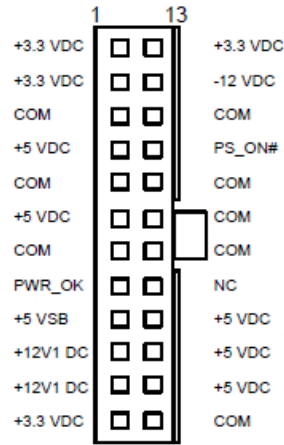 1 13
+3.3 VDC +3.3 VDC
+3.3 VDC -12 VDC
COM COM
+5 VDC PS_ON#
COM COM
+5 VDC COM
COM COM
PWR_OK NC
+5 VSB +5 VDC
+12V1 DC +5 VDC
+12V1 DC +5 VDC
+3.3 VDC COM